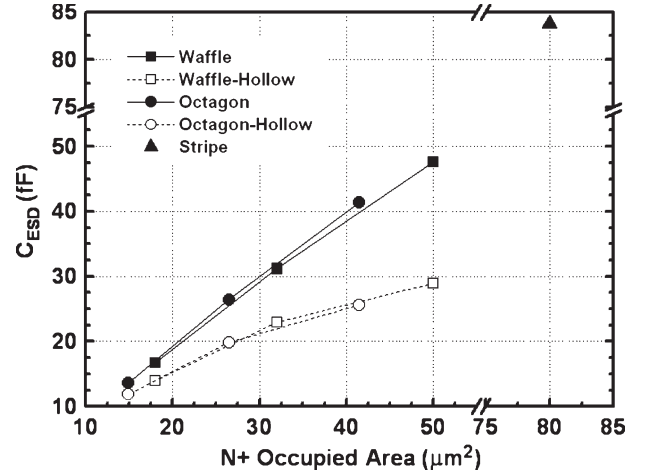 85
80
75
50
40
30
20
10
C_ESD (fF)
Waffle
Waffle-Hollow
Octagon
Octagon-Hollow
Stripe
10 20 30 40 50 75 80 85
N+ Occupied Area (μm²)